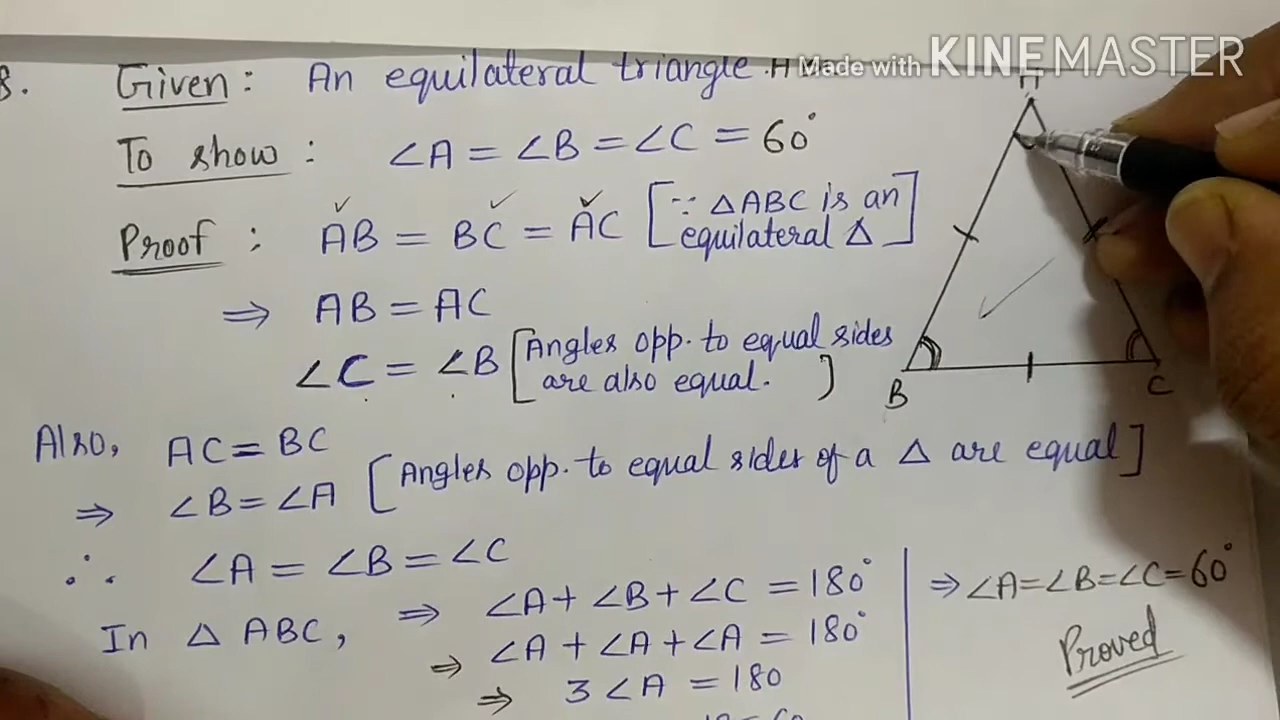 8. Given: An equilateral triangle
Made with KINEMASTER
To show: ∠A = ∠B = ∠C = 60°
Proof: AB = BC = AC [∵ △ABC is an
equilateral △]
⇒ AB = AC
∠C = ∠B [Angles opp. to equal sides
are also equal.]
Also, AC = BC
⇒ ∠B = ∠A [Angles opp. to equal sides of a △ are equal]
∴ ∠A = ∠B = ∠C
In △ ABC, ⇒ ∠A + ∠B + ∠C = 180°
⇒ ∠A + ∠A + ∠A = 180°
⇒ 3 ∠A = 180
⇒ ∠A = ∠B = ∠C = 60°
Proved
A
B
C